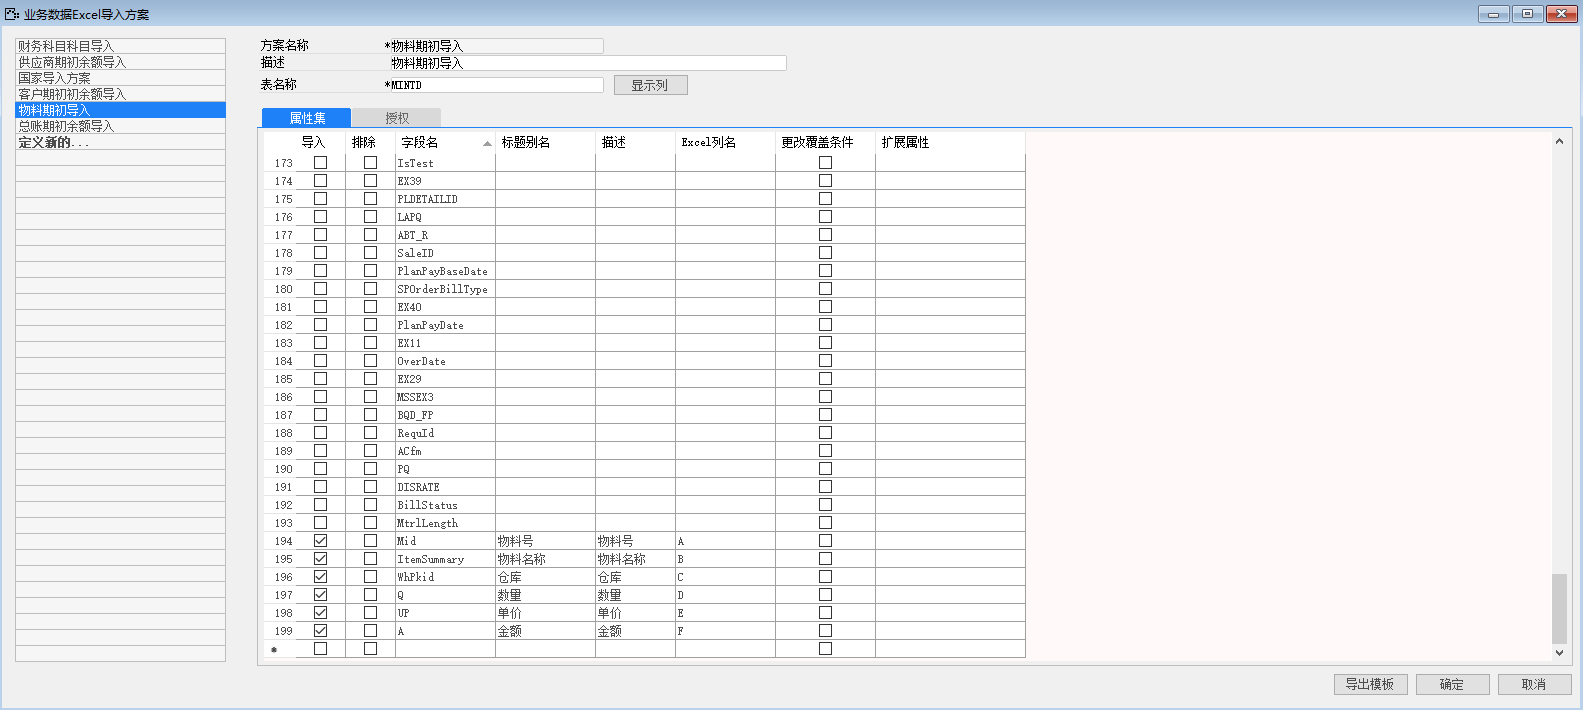 业务数据Excel导入方案
财务科目科目导入
供应商期初余额导入
国家导入方案
客户期初初余额导入
物料期初导入
总账期初余额导入
定义新的...
方案名称 *物料期初导入
描述 物料期初导入
表名称 *MINTD 显示列
属性集 授权
导入 排除 字段名 标题别名 描述 Excel列名 更改覆盖条件 扩展属性
173 IsTest
174 EX39
175 PLDETAILID
176 LAPQ
177 ABT_R
178 SaleID
179 PlanPayBaseDate
180 SPOrderBillType
181 EX40
182 PlanPayDate
183 EX11
184 OverDate
185 EX29
186 MSSEX3
187 BQD_FP
188 RequId
189 ACfm
190 PQ
191 DISRATE
192 BillStatus
193 MtrlLength
194 Mid 物料号 物料号 A
195 ItemSummary 物料名称 物料名称 B
196 WhPkid 仓库 仓库 C
197 Q 数量 数量 D
198 UP 单价 单价 E
199 A 金额 金额 F
*
导出模板 确定 取消